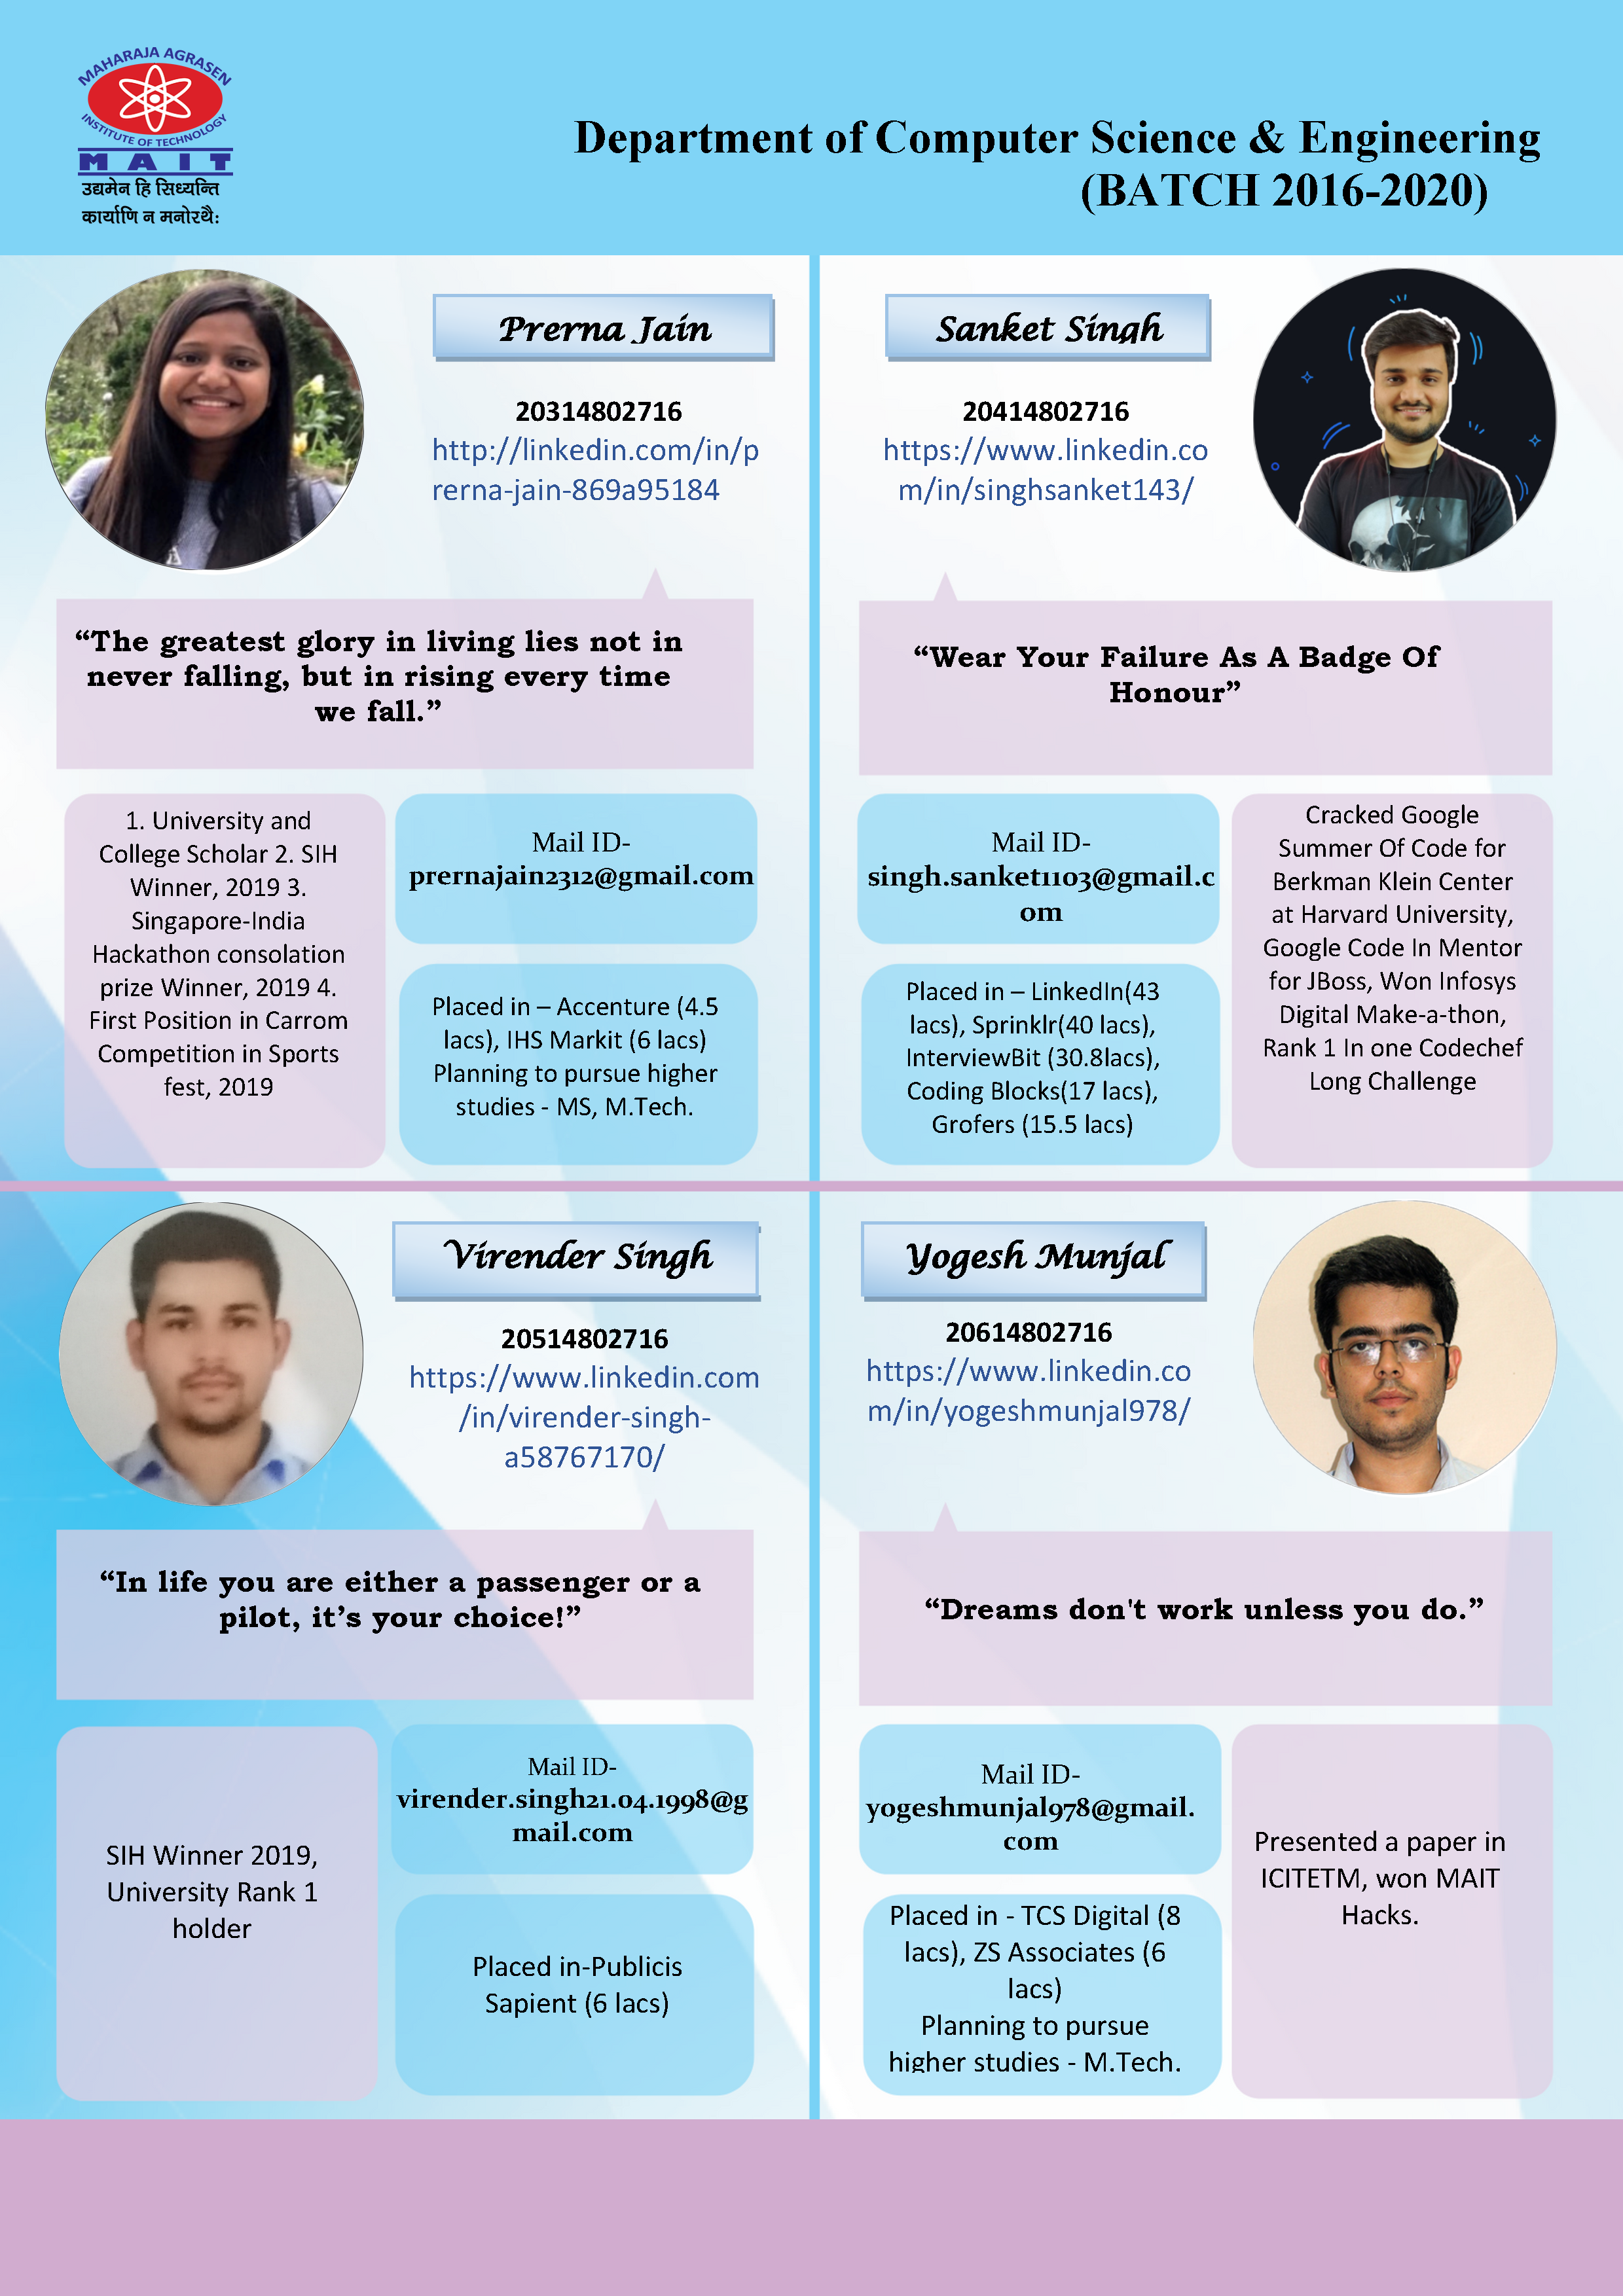 MAHARAJA AGRASEN
INSTITUTE OF TECHNOLOGY
MAIT
उद्यमेन हि सिध्यन्ति
कार्याणि न मनोरथै:
Department of Computer Science & Engineering
(BATCH 2016-2020)
Prerna Jain
20314802716
http://linkedin.com/in/p
rerna-jain-869a95184
“The greatest glory in living lies not in
never falling, but in rising every time
we fall.”
1. University and
College Scholar 2. SIH
Winner, 2019 3.
Singapore-India
Hackathon consolation
prize Winner, 2019 4.
First Position in Carrom
Competition in Sports
fest, 2019
Mail ID-
prernajain2312@gmail.com
Placed in – Accenture (4.5
lacs), IHS Markit (6 lacs)
Planning to pursue higher
studies - MS, M.Tech.
Sanket Singh
20414802716
https://www.linkedin.co
m/in/singhsanket143/
“Wear Your Failure As A Badge Of
Honour”
Mail ID-
singh.sanket1103@gmail.c
om
Placed in – LinkedIn(43
lacs), Sprinklr(40 lacs),
InterviewBit (30.8lacs),
Coding Blocks(17 lacs),
Grofers (15.5 lacs)
Cracked Google
Summer Of Code for
Berkman Klein Center
at Harvard University,
Google Code In Mentor
for JBoss, Won Infosys
Digital Make-a-thon,
Rank 1 In one Codechef
Long Challenge
Virender Singh
20514802716
https://www.linkedin.com
/in/virender-singh-
a58767170/
“In life you are either a passenger or a
pilot, it’s your choice!”
SIH Winner 2019,
University Rank 1
holder
Mail ID-
virender.singh21.04.1998@g
mail.com
Placed in-Publicis
Sapient (6 lacs)
Yogesh Munjal
20614802716
https://www.linkedin.co
m/in/yogeshmunjal978/
“Dreams don't work unless you do.”
Mail ID-
yogeshmunjal978@gmail.
com
Placed in - TCS Digital (8
lacs), ZS Associates (6
lacs)
Planning to pursue
higher studies - M.Tech.
Presented a paper in
ICITETM, won MAIT
Hacks.